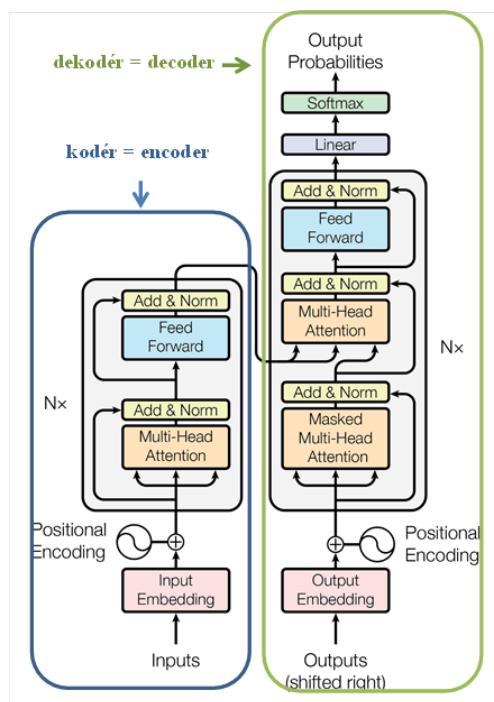 dekodér = decoder
kodér = encoder
Output
Probabilities
Softmax
Linear
Add & Norm
Feed
Forward
Add & Norm
Multi-Head
Attention
Add & Norm
Masked
Multi-Head
Attention
N×
Positional
Encoding
Output
Embedding
Outputs
(shifted right)
Add & Norm
Feed
Forward
Add & Norm
Multi-Head
Attention
N×
Positional
Encoding
Input
Embedding
Inputs